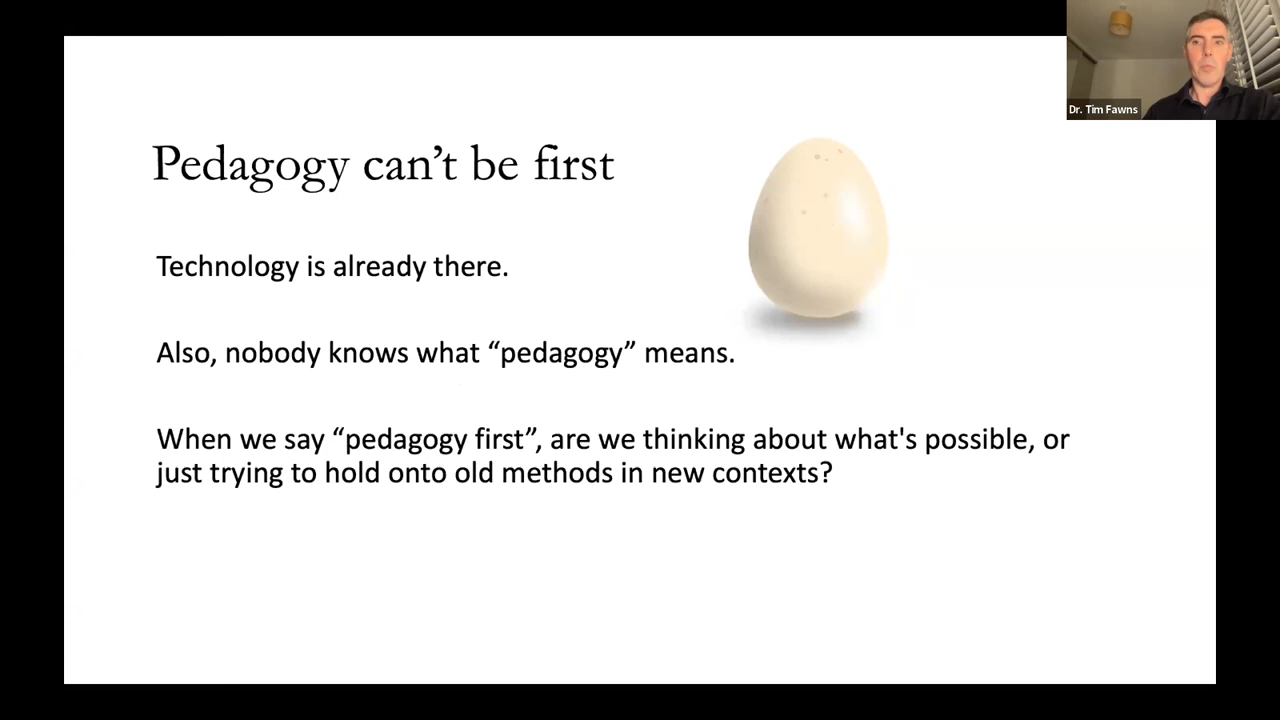 Dr. Tim Fawns
Pedagogy can’t be first
Technology is already there.
Also, nobody knows what “pedagogy” means.
When we say “pedagogy first”, are we thinking about what's possible, or
just trying to hold onto old methods in new contexts?